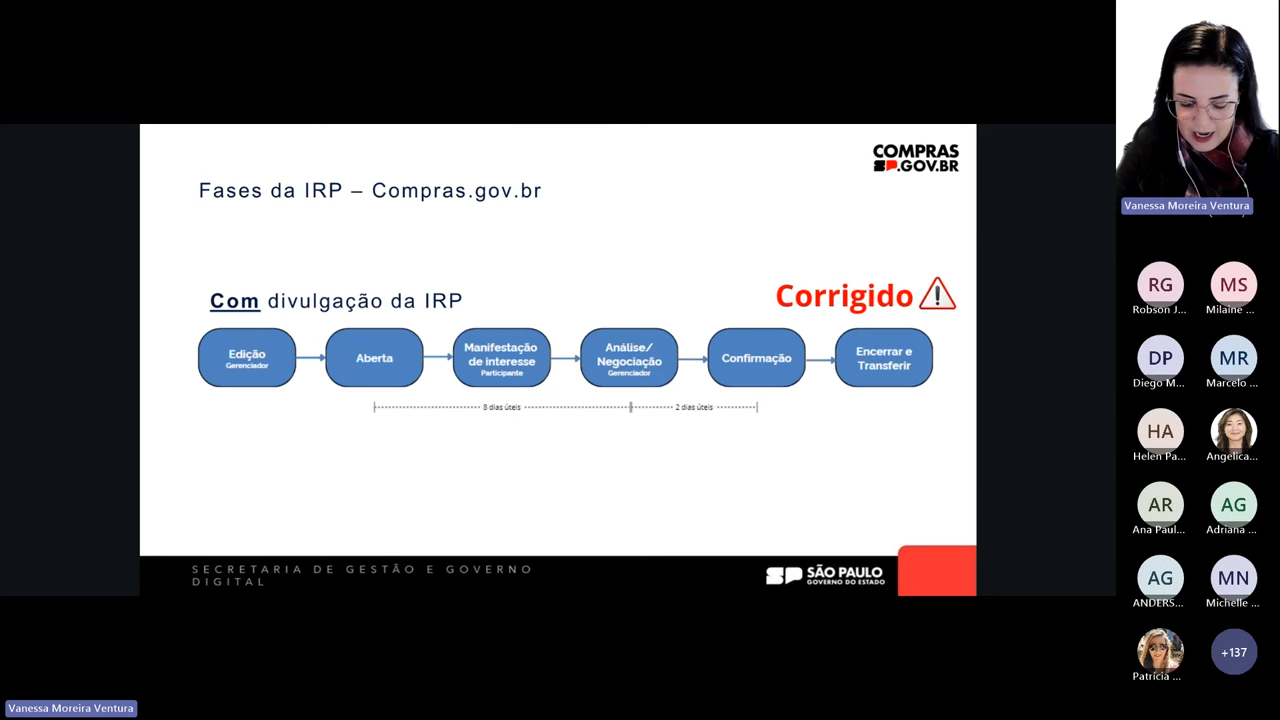 COMPRAS
SP.GOV.BR
Fases da IRP – Compras.gov.br
Com divulgação da IRP
Corrigido
Edição
Gerenciador
Aberta
Manifestação
de interesse
Participante
Análise/
Negociação
Gerenciador
Confirmação
Encerrar e
Transferir
8 dias úteis
2 dias úteis
SECRETARIA DE GESTÃO E GOVERNO
DIGITAL
SP SÃO PAULO
GOVERNO DO ESTADO
Vanessa Moreira Ventura
RG
Robson J...
MS
Milaine ...
DP
Diego M...
MR
Marcelo ...
HA
Helen Pa...
Angelica...
AR
Ana Paul...
AG
Adriana ...
AG
ANDERS...
MN
Michelle ...
Patrícia ...
+137
Vanessa Moreira Ventura